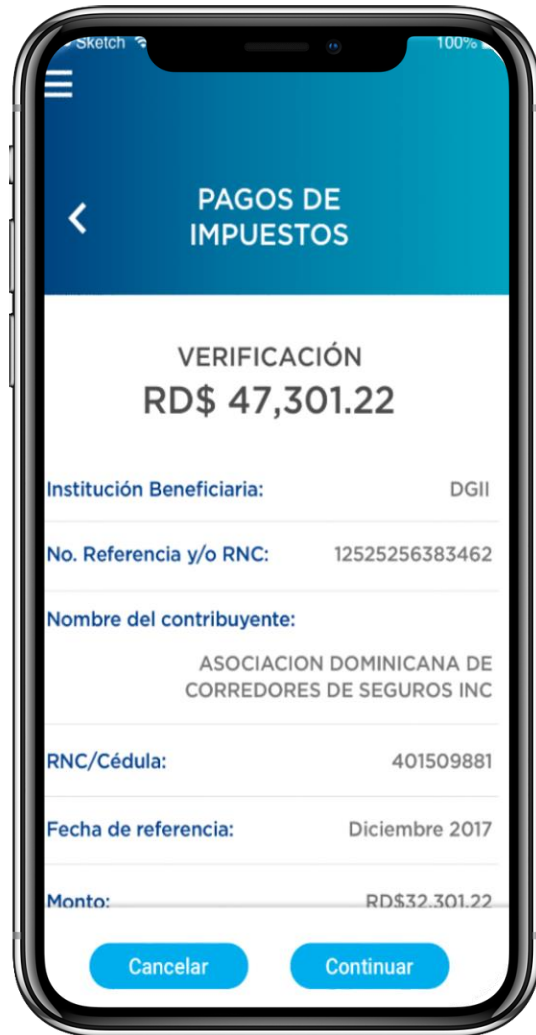 Sketch 100%
PAGOS DE
IMPUESTOS
VERIFICACIÓN
RD$ 47,301.22
Institución Beneficiaria: DGII
No. Referencia y/o RNC: 12525256383462
Nombre del contribuyente:
ASOCIACION DOMINICANA DE
CORREDORES DE SEGUROS INC
RNC/Cédula: 401509881
Fecha de referencia: Diciembre 2017
Monto: RD$32,301.22
Cancelar Continuar